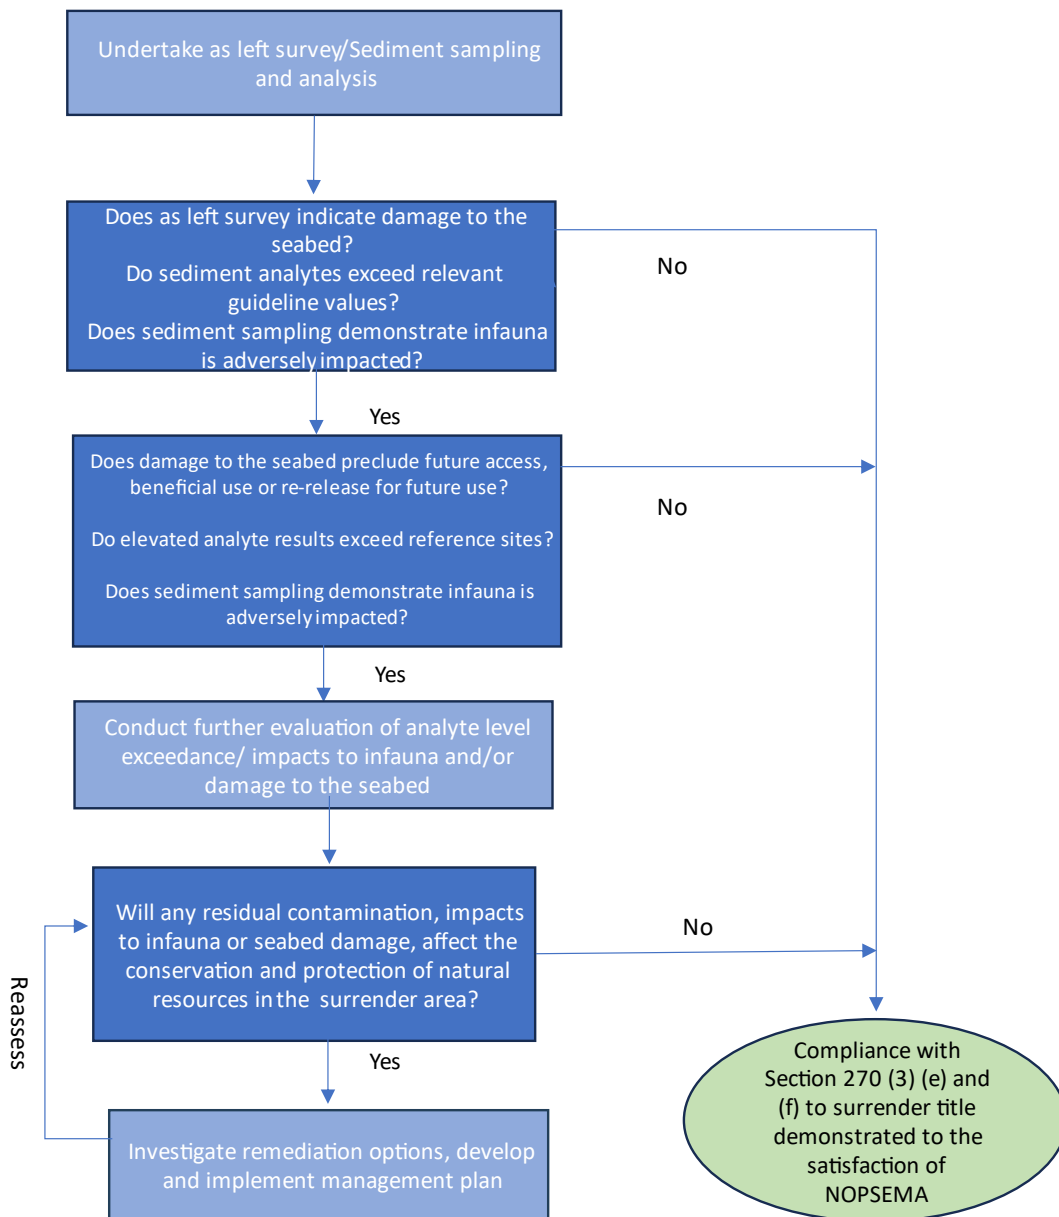 Undertake as left survey/Sediment sampling
and analysis
Does as left survey indicate damage to the
seabed?
Do sediment analytes exceed relevant
guideline values?
Does sediment sampling demonstrate infauna
is adversely impacted?
No
Yes
Does damage to the seabed preclude future access,
beneficial use or re-release for future use?
Do elevated analyte results exceed reference sites?
Does sediment sampling demonstrate infauna is
adversely impacted?
No
Yes
Conduct further evaluation of analyte level
exceedance/ impacts to infauna and/or
damage to the seabed
Will any residual contamination, impacts
to infauna or seabed damage, affect the
conservation and protection of natural
resources in the surrender area?
No
Reassess
Yes
Investigate remediation options, develop
and implement management plan
Compliance with
Section 270 (3) (e) and
(f) to surrender title
demonstrated to the
satisfaction of
NOPSEMA